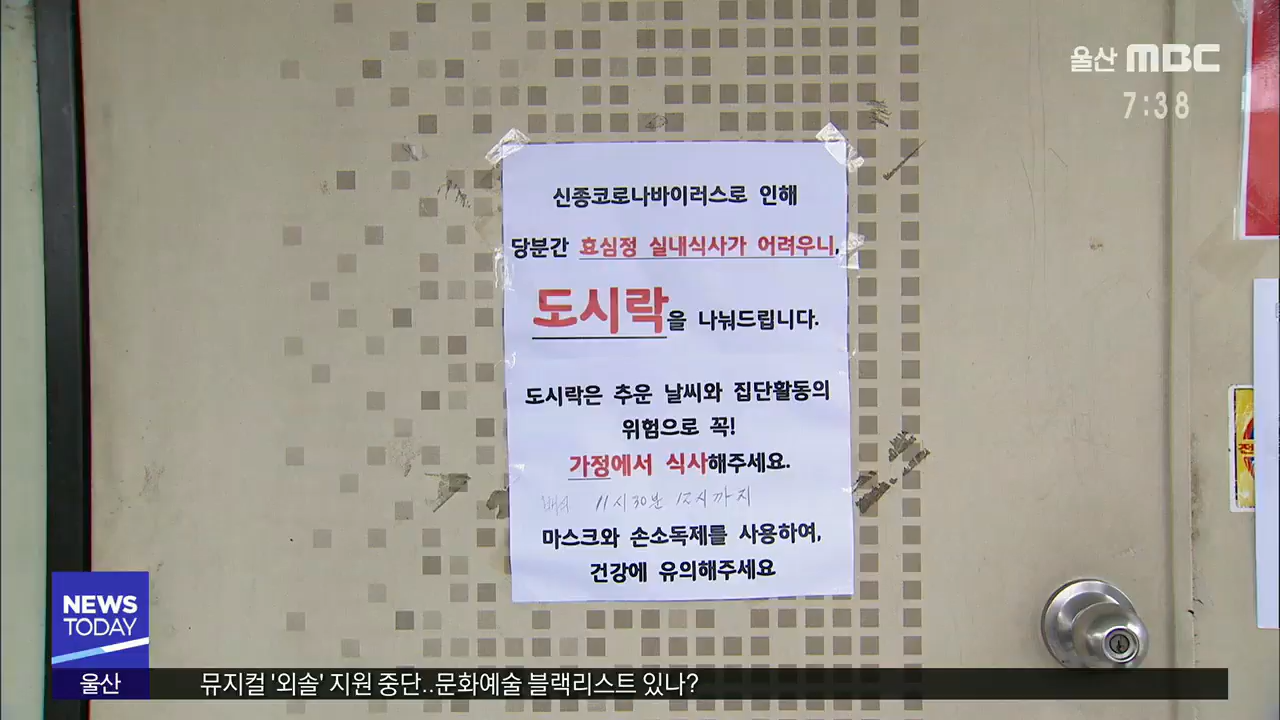 울산 MBC
7:38
신종코로나바이러스로 인해
당분간 효심정 실내식사가 어려우니,
도시락을 나눠드립니다.
도시락은 추운 날씨와 집단활동의
위험으로 꼭!
가정에서 식사해주세요.
11시30분 12시까지
마스크와 손소독제를 사용하여,
건강에 유의해주세요
전
NEWS
TODAY
울산
뮤지컬 '외솔' 지원 중단..문화예술 블랙리스트 있나?